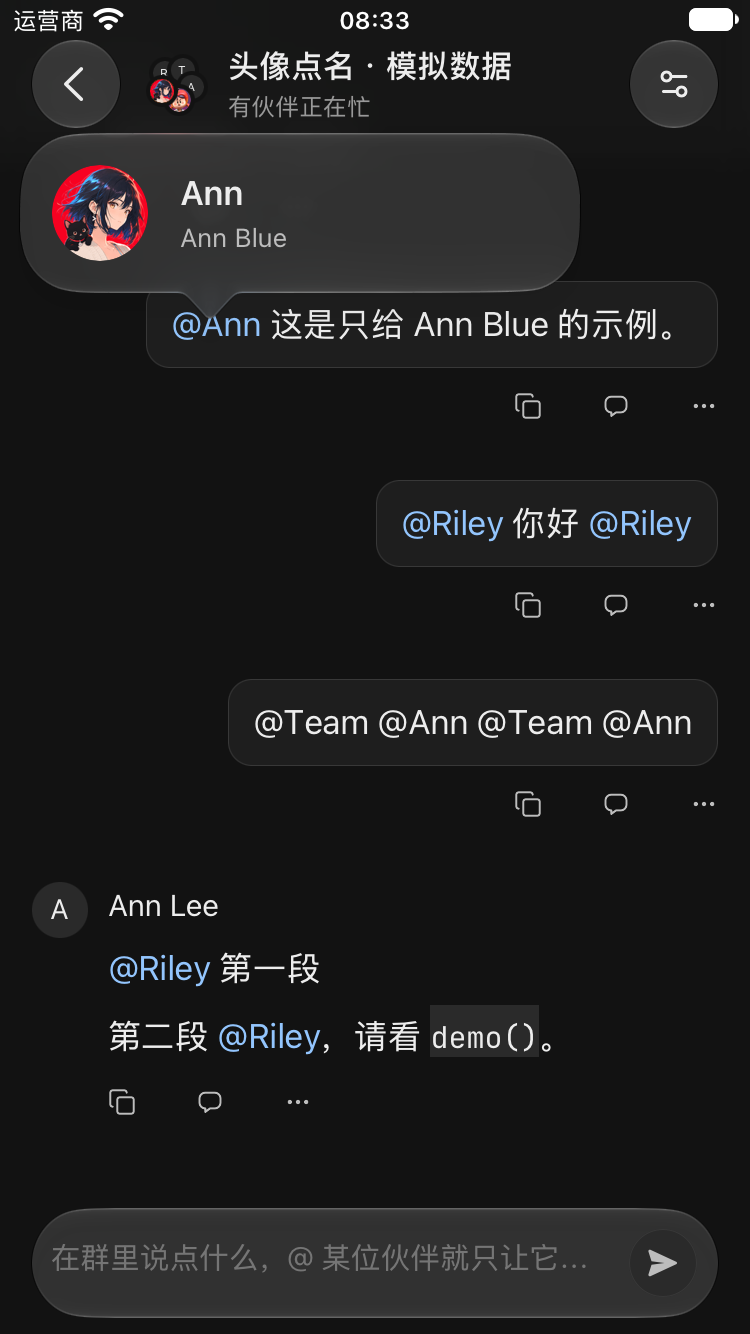 运营商
08:33
R
T
A
头像点名 · 模拟数据
有伙伴正在忙
Ann
Ann Blue
@Ann 这是只给 Ann Blue 的示例。
@Riley 你好 @Riley
@Team @Ann @Team @Ann
A
Ann Lee
@Riley 第一段
第二段 @Riley，请看 demo()。
在群里说点什么，@ 某位伙伴就只让它…